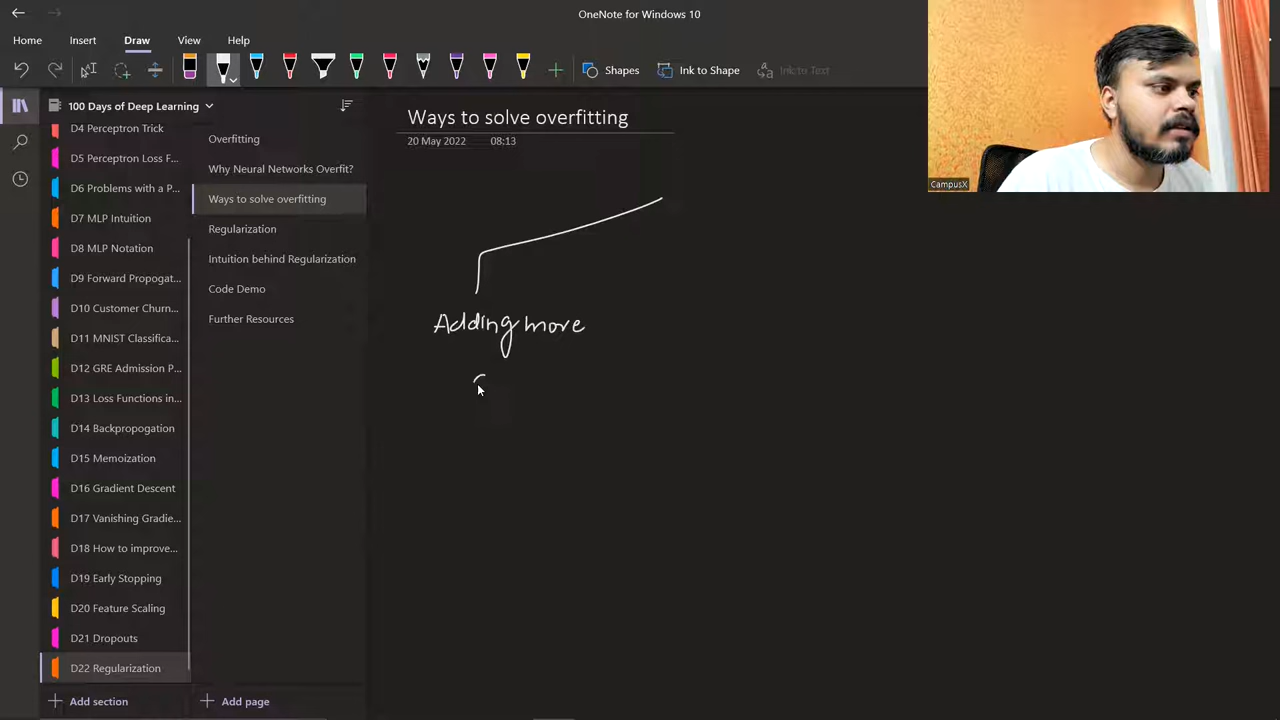 OneNote for Windows 10
Home
Insert
Draw
View
Help
Shapes
Ink to Shape
Ink to Text
100 Days of Deep Learning
D4 Perceptron Trick
D5 Perceptron Loss F...
D6 Problems with a P...
D7 MLP Intuition
D8 MLP Notation
D9 Forward Propogat...
D10 Customer Churn...
D11 MNIST Classifica...
D12 GRE Admission P...
D13 Loss Functions in...
D14 Backpropogation
D15 Memoization
D16 Gradient Descent
D17 Vanishing Gradie...
D18 How to improve...
D19 Early Stopping
D20 Feature Scaling
D21 Dropouts
D22 Regularization
Add section
Overfitting
Why Neural Networks Overfit?
Ways to solve overfitting
Regularization
Intuition behind Regularization
Code Demo
Further Resources
Add page
Ways to solve overfitting
20 May 2022 08:13
Adding more
CampusX